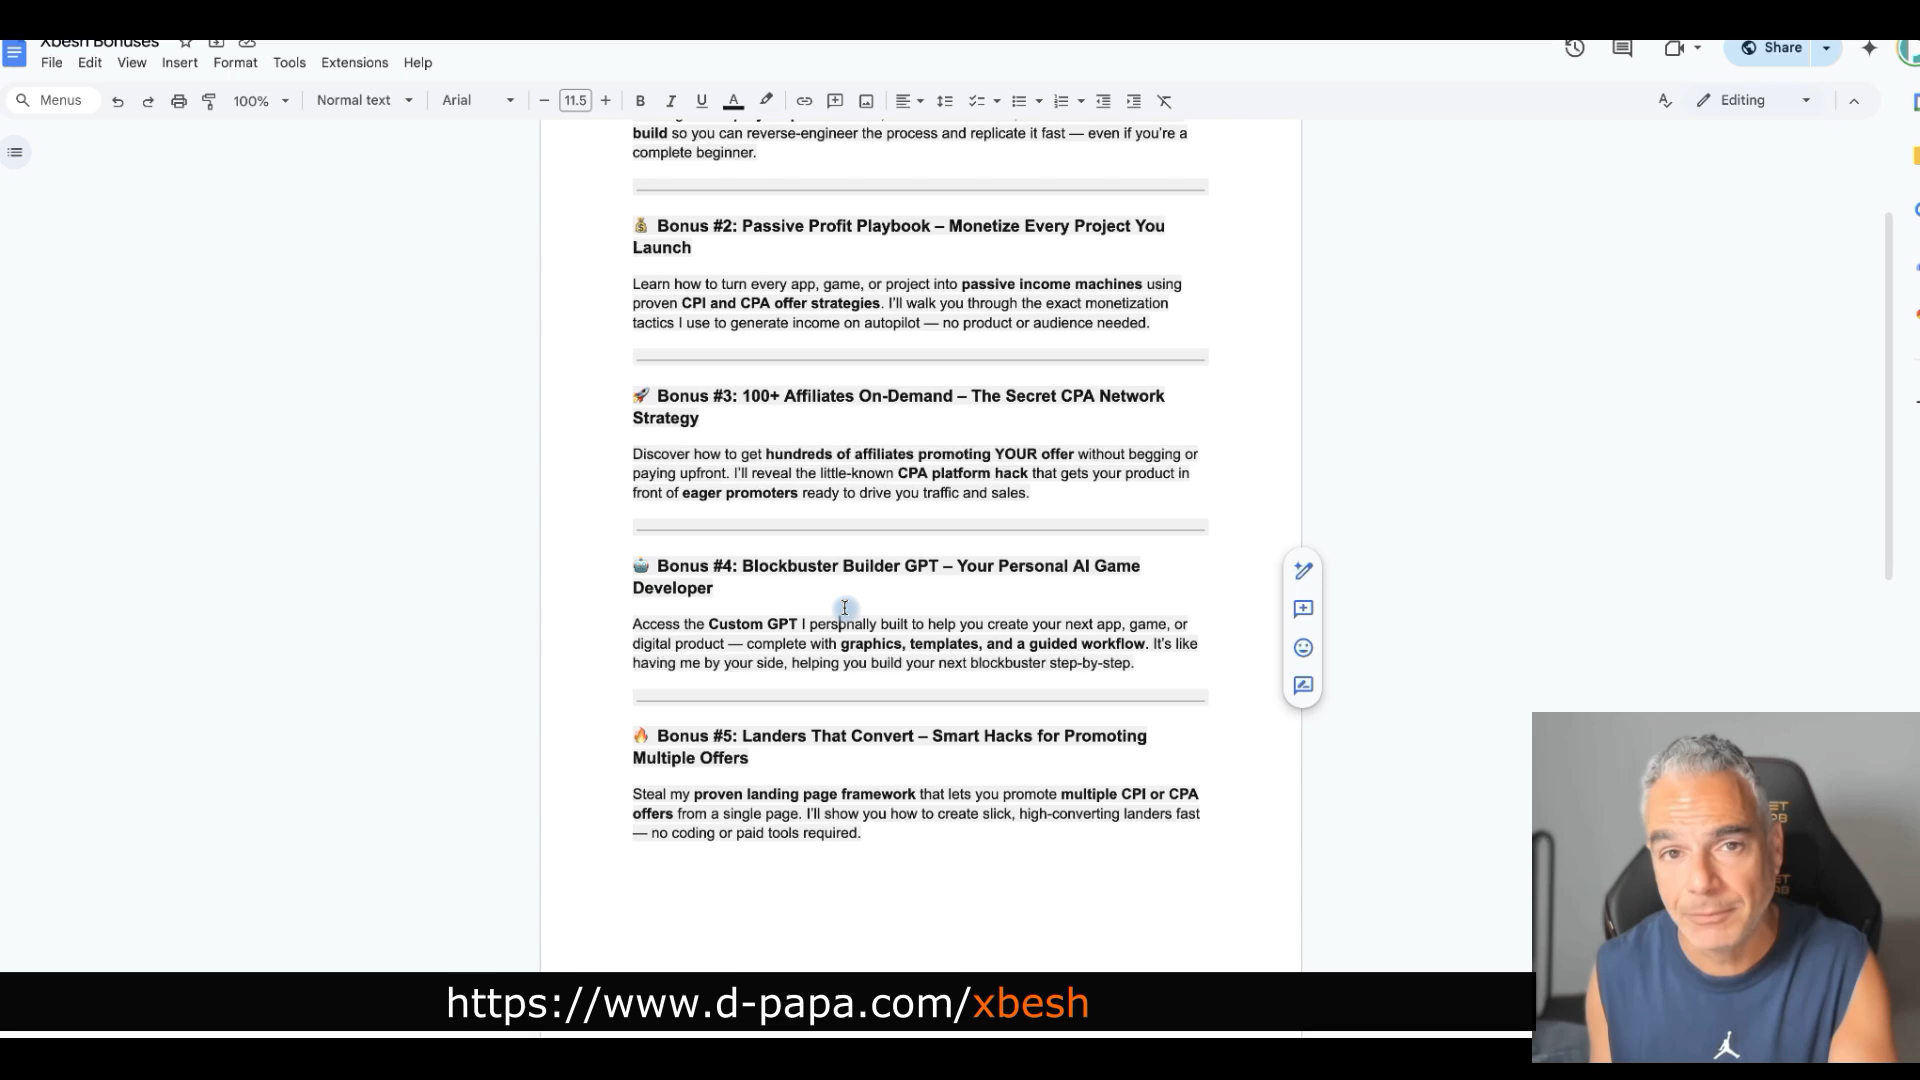 Xbesh Bonuses
File Edit View Insert Format Tools Extensions Help
Share
Menus 100% Normal text Arial 11.5 Editing
build so you can reverse-engineer the process and replicate it fast — even if you're a
complete beginner.
Bonus #2: Passive Profit Playbook – Monetize Every Project You
Launch
Learn how to turn every app, game, or project into passive income machines using
proven CPI and CPA offer strategies. I'll walk you through the exact monetization
tactics I use to generate income on autopilot — no product or audience needed.
Bonus #3: 100+ Affiliates On-Demand – The Secret CPA Network
Strategy
Discover how to get hundreds of affiliates promoting YOUR offer without begging or
paying upfront. I'll reveal the little-known CPA platform hack that gets your product in
front of eager promoters ready to drive you traffic and sales.
Bonus #4: Blockbuster Builder GPT – Your Personal AI Game
Developer
Access the Custom GPT I personally built to help you create your next app, game, or
digital product — complete with graphics, templates, and a guided workflow. It's like
having me by your side, helping you build your next blockbuster step-by-step.
Bonus #5: Landers That Convert – Smart Hacks for Promoting
Multiple Offers
Steal my proven landing page framework that lets you promote multiple CPI or CPA
offers from a single page. I'll show you how to create slick, high-converting landers fast
— no coding or paid tools required.
https://www.d-papa.com/xbesh